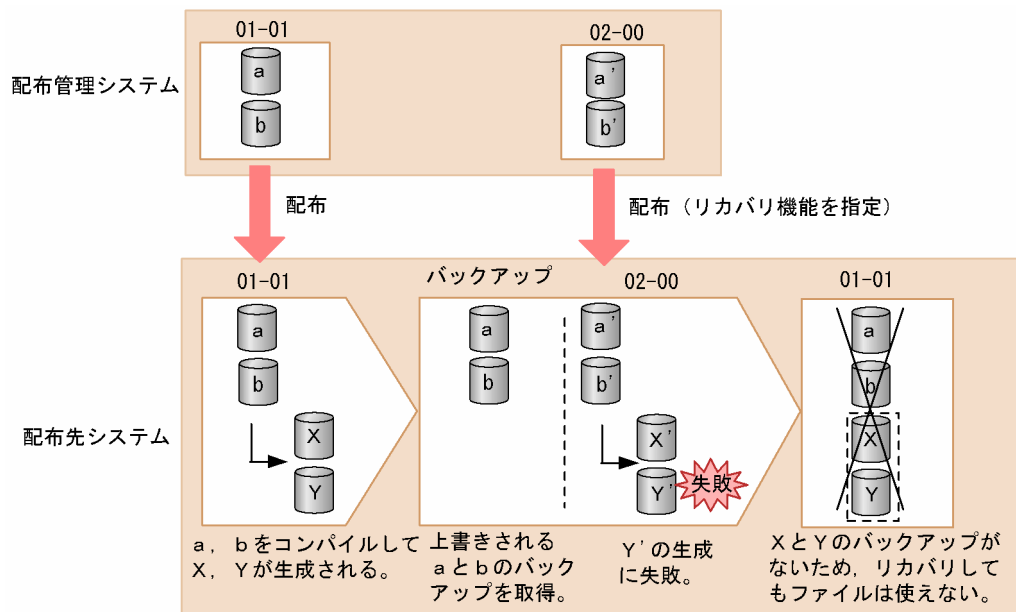 01-01
02-00
配布管理システム
a
b
a'
b'
配布
配布(リカバリ機能を指定)
01-01
バックアップ
02-00
01-01
配布先システム
a
b
X
Y
a
b
a'
b'
X'
Y'
失敗
a
b
X
Y
a,bをコンパイルして
X,Yが生成される。
上書きされる
aとbのバック
アップを取得。
Y'の生成
に失敗。
XとYのバックアップが
ないため,リカバリして
もファイルは使えない。